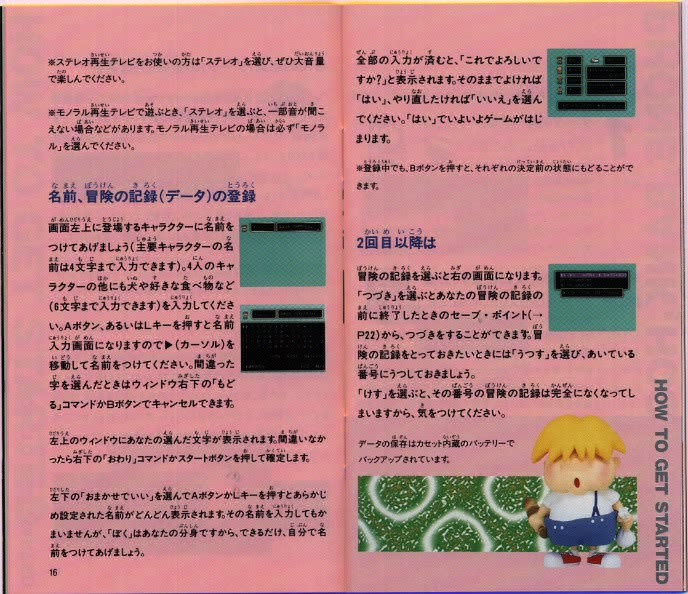 ※ステレオ再生テレビをお使いの方は「ステレオ」を選び、ぜひ大音量
で楽しんでください。
※モノラル再生テレビで遊ぶとき、「ステレオ」を選ぶと、一部音が聞こ
えない場合などがあります。モノラル再生テレビの場合は必ず「モノラ
ル」を選んでください。
名前、冒険の記録(データ)の登録
画面左上に登場するキャラクターに名前を
つけてあげましょう(主要キャラクターの名
前は4文字まで入力できます)。4人のキャ
ラクターの他にも犬や好きな食べ物など
(6文字まで入力できます)を入力してくださ
い。Aボタン、あるいはLキーを押すと名前
入力画面になりますので▶(カーソル)を
移動して名前をつけてください。間違った
字を選んだときはウィンドウ右下の「もど
る」コマンドかBボタンでキャンセルできます。
左上のウィンドウにあなたの選んだ文字が表示されます。間違いなか
ったら右下の「おわり」コマンドかスタートボタンを押して確定します。
左下の「おまかせでいい」を選んでAボタンかLキーを押すとあらかじ
め設定された名前がどんどん表示されます。その名前を入力してもか
まいませんが、「ぼく」はあなたの分身ですから、できるだけ、自分で名
前をつけてあげましょう。
16
全部の入力が済むと、「これでよろしいで
すか?」と表示されます。そのままでよければ
「はい」、やり直したければ「いいえ」を選ん
でください。「はい」でいよいよゲームがはじ
まります。
※登録中でも、Bボタンを押すと、それぞれの決定前の状態にもどることがで
きます。
2回目以降は
冒険の記録を選ぶと右の画面になります。
「つづき」を選ぶとあなたの冒険の記録の
前に終了したときのセーブ・ポイント(→
P22)から、つづきをすることができます。冒
険の記録をとっておきたいときには「うつす」を選び、あいている
番号にうつしておきましょう。
「けす」を選ぶと、その番号の冒険の記録は完全になくなってし
まいますから、気をつけてください。
データの保存はカセット内蔵のバッテリーで
バックアップされています。
HOW TO GET STARTED